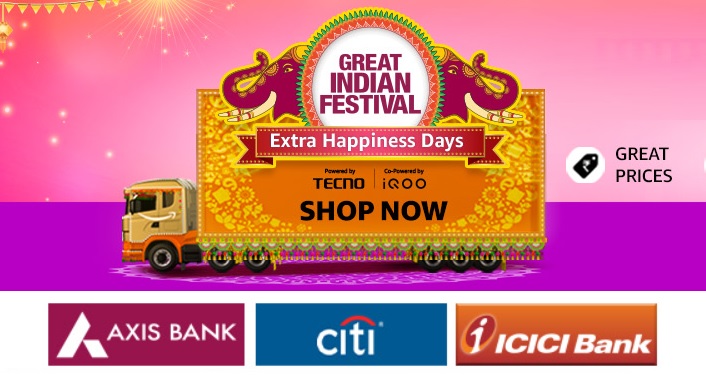 GREAT
INDIAN
FESTIVAL
Extra Happiness Days
Powered by
TECNO
Co-Powered by
iQOO
SHOP NOW
GREAT
PRICES
AXIS BANK
citi
ICICI Bank